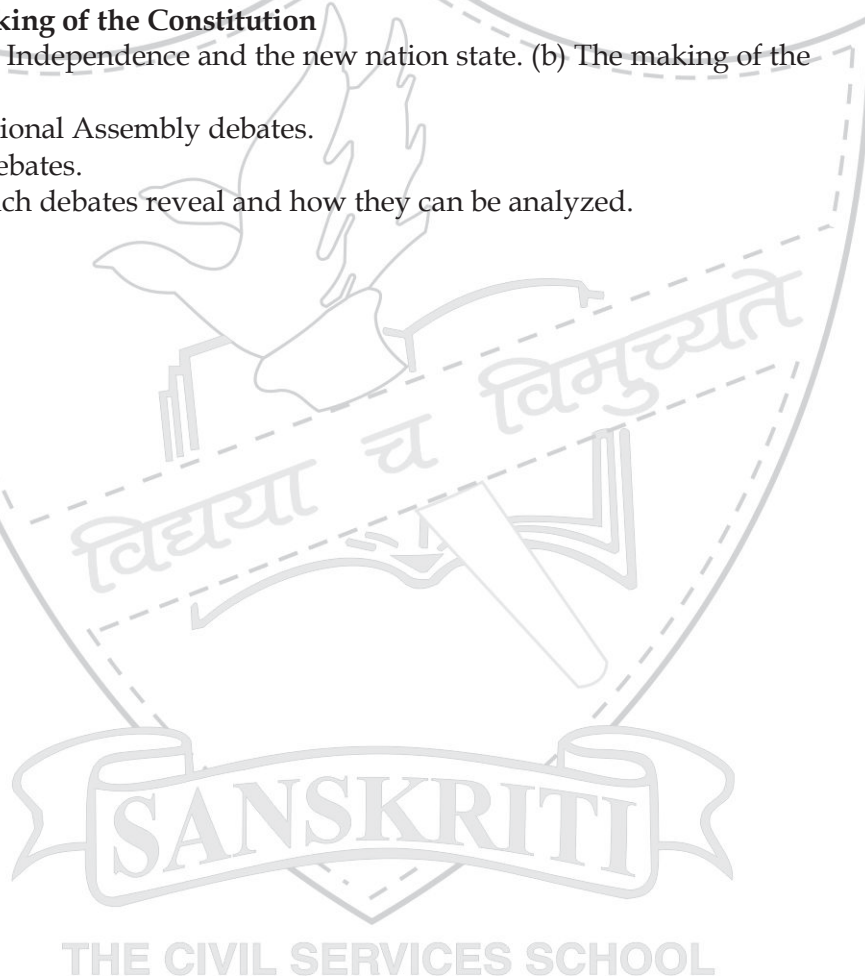 king of the Constitution
Independence and the new nation state. (b) The making of the
ional Assembly debates.
ebates.
ch debates reveal and how they can be analyzed.
विद्यया च विमुच्यते
SANSKRITI
THE CIVIL SERVICES SCHOOL